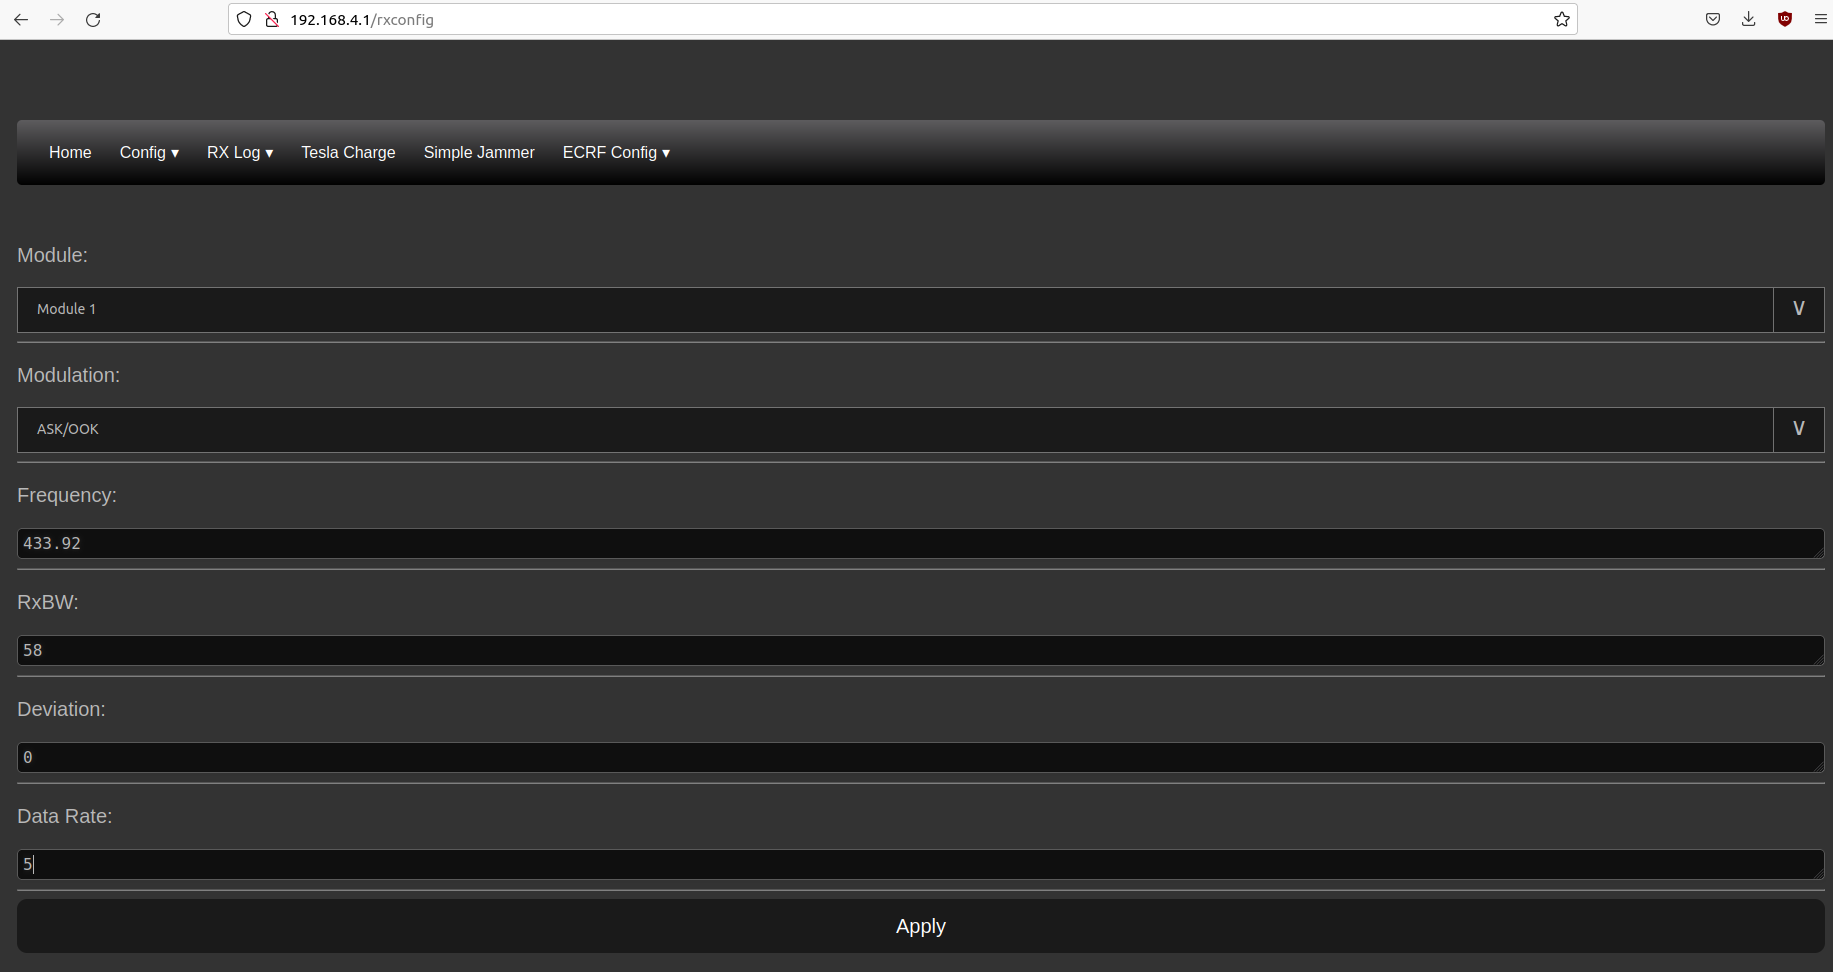 192.168.4.1/rxconfig
Home Config ▾ RX Log ▾ Tesla Charge Simple Jammer ECRF Config ▾
Module:
Module 1
Modulation:
ASK/OOK
Frequency:
433.92
RxBW:
58
Deviation:
0
Data Rate:
5
Apply